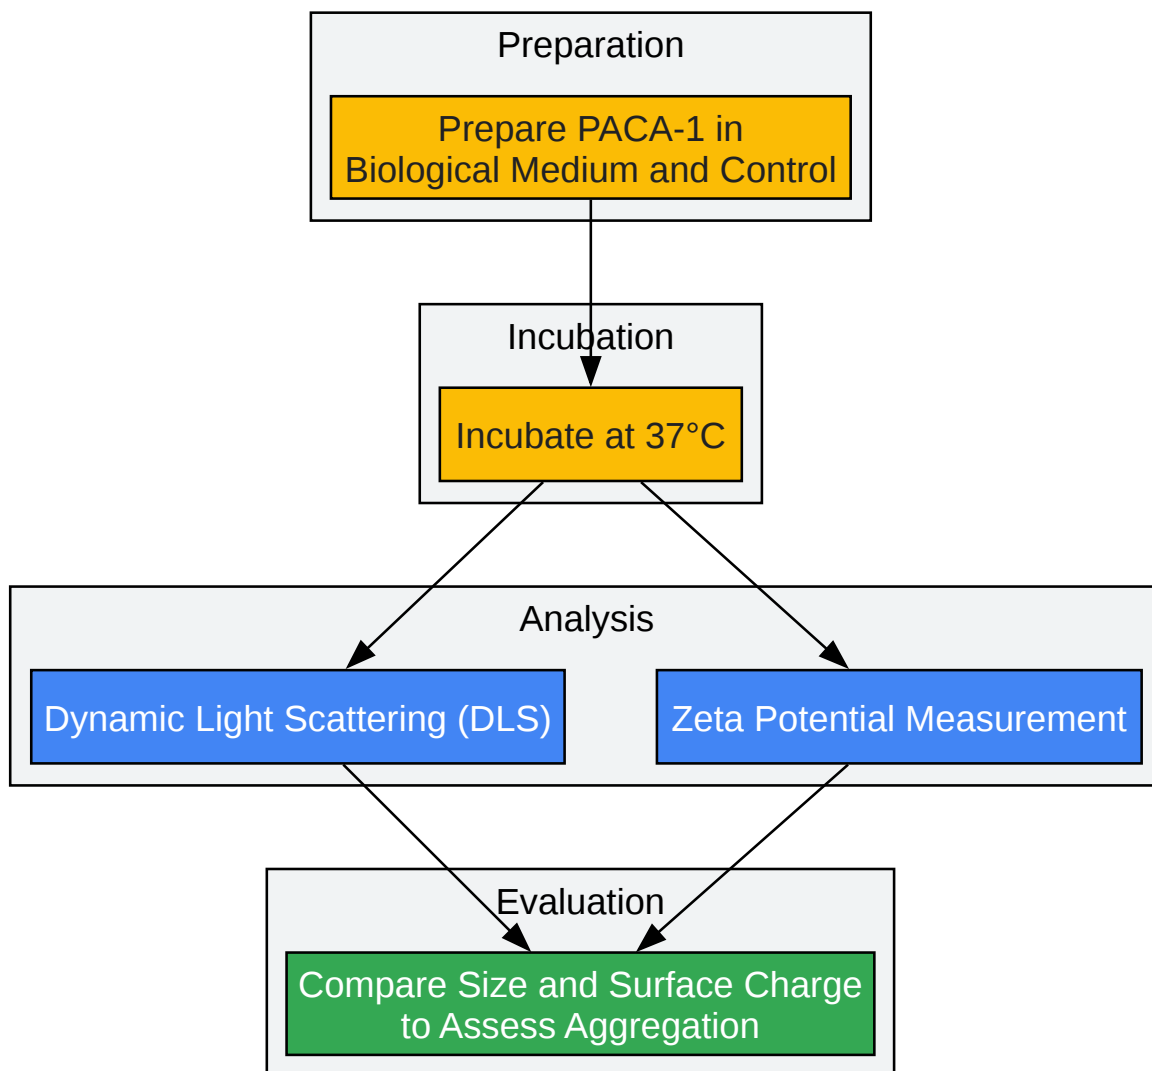 Preparation
Prepare PACA-1 in
Biological Medium and Control
Incubation
Incubate at 37°C
Analysis
Dynamic Light Scattering (DLS)
Zeta Potential Measurement
Evaluation
Compare Size and Surface Charge
to Assess Aggregation